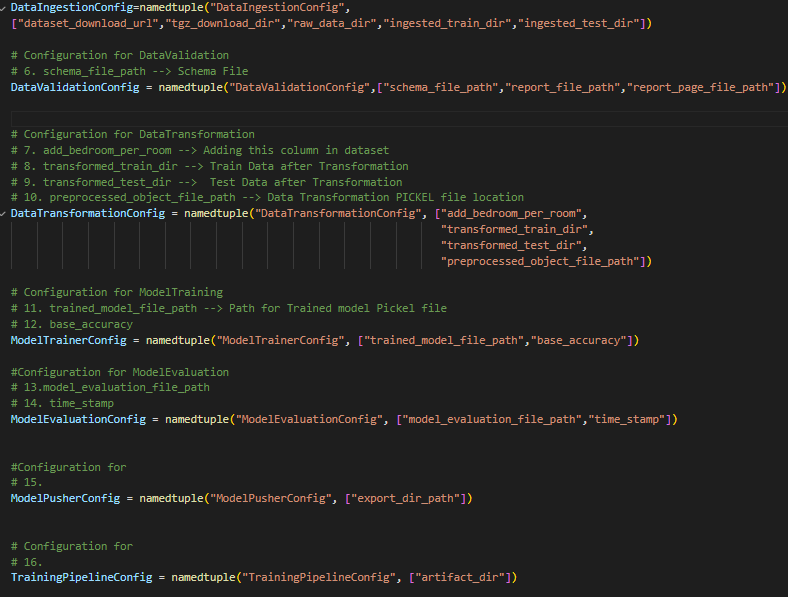 DataIngestionConfig=namedtuple("DataIngestionConfig",
["dataset_download_url","tgz_download_dir","raw_data_dir","ingested_train_dir","ingested_test_dir"])
# Configuration for DataValidation
# 6. schema_file_path --> Schema File
DataValidationConfig = namedtuple("DataValidationConfig",["schema_file_path","report_file_path","report_page_file_path"])
# Configuration for DataTransformation
# 7. add_bedroom_per_room --> Adding this column in dataset
# 8. transformed_train_dir --> Train Data after Transformation
# 9. transformed_test_dir -->  Test Data after Transformation
# 10. preprocessed_object_file_path --> Data Transformation PICKEL file location
DataTransformationConfig = namedtuple("DataTransformationConfig", ["add_bedroom_per_room",
"transformed_train_dir",
"transformed_test_dir",
"preprocessed_object_file_path"])
# Configuration for ModelTraining
# 11. trained_model_file_path --> Path for Trained model Pickel file
# 12. base_accuracy
ModelTrainerConfig = namedtuple("ModelTrainerConfig", ["trained_model_file_path","base_accuracy"])
#Configuration for ModelEvaluation
# 13.model_evaluation_file_path
# 14. time_stamp
ModelEvaluationConfig = namedtuple("ModelEvaluationConfig", ["model_evaluation_file_path","time_stamp"])
#Configuration for
# 15.
ModelPusherConfig = namedtuple("ModelPusherConfig", ["export_dir_path"])
# Configuration for
# 16.
TrainingPipelineConfig = namedtuple("TrainingPipelineConfig", ["artifact_dir"])